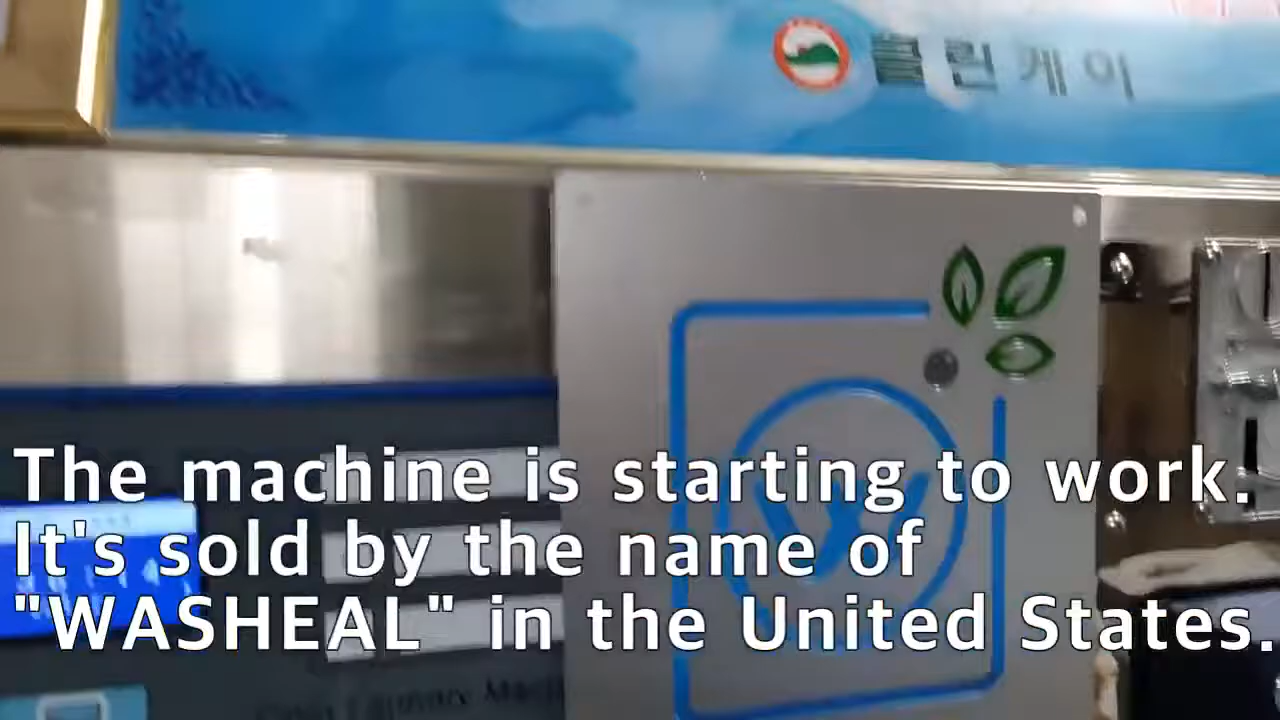 클린케이
The machine is starting to work.
It's sold by the name of
"WASHEAL" in the United States.